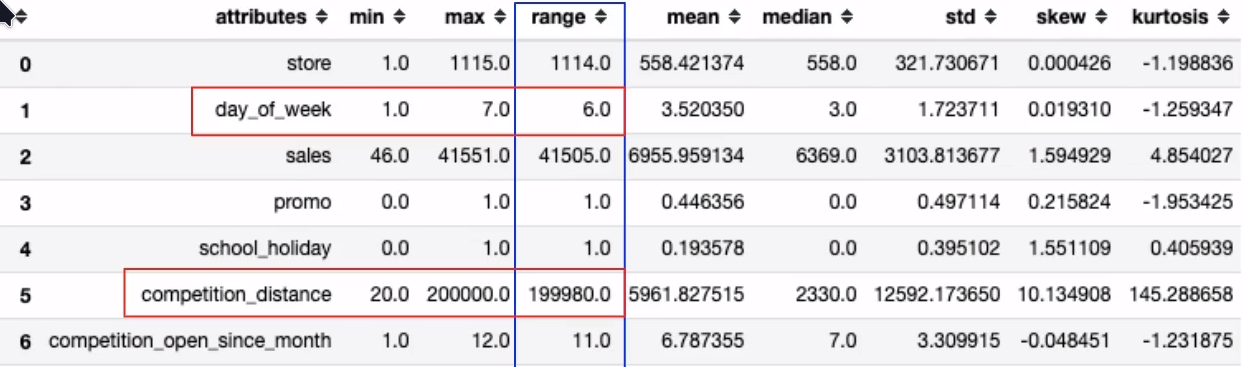 attributes min max range mean median std skew kurtosis
0 store 1.0 1115.0 1114.0 558.421374 558.0 321.730671 0.000426 -1.198836
1 day_of_week 1.0 7.0 6.0 3.520350 3.0 1.723711 0.019310 -1.259347
2 sales 46.0 41551.0 41505.0 6955.959134 6369.0 3103.813677 1.594929 4.854027
3 promo 0.0 1.0 1.0 0.446356 0.0 0.497114 0.215824 -1.953425
4 school_holiday 0.0 1.0 1.0 0.193578 0.0 0.395102 1.551109 0.405939
5 competition_distance 20.0 200000.0 199980.0 5961.827515 2330.0 12592.173650 10.134908 145.288658
6 competition_open_since_month 1.0 12.0 11.0 6.787355 7.0 3.309915 -0.048451 -1.231875